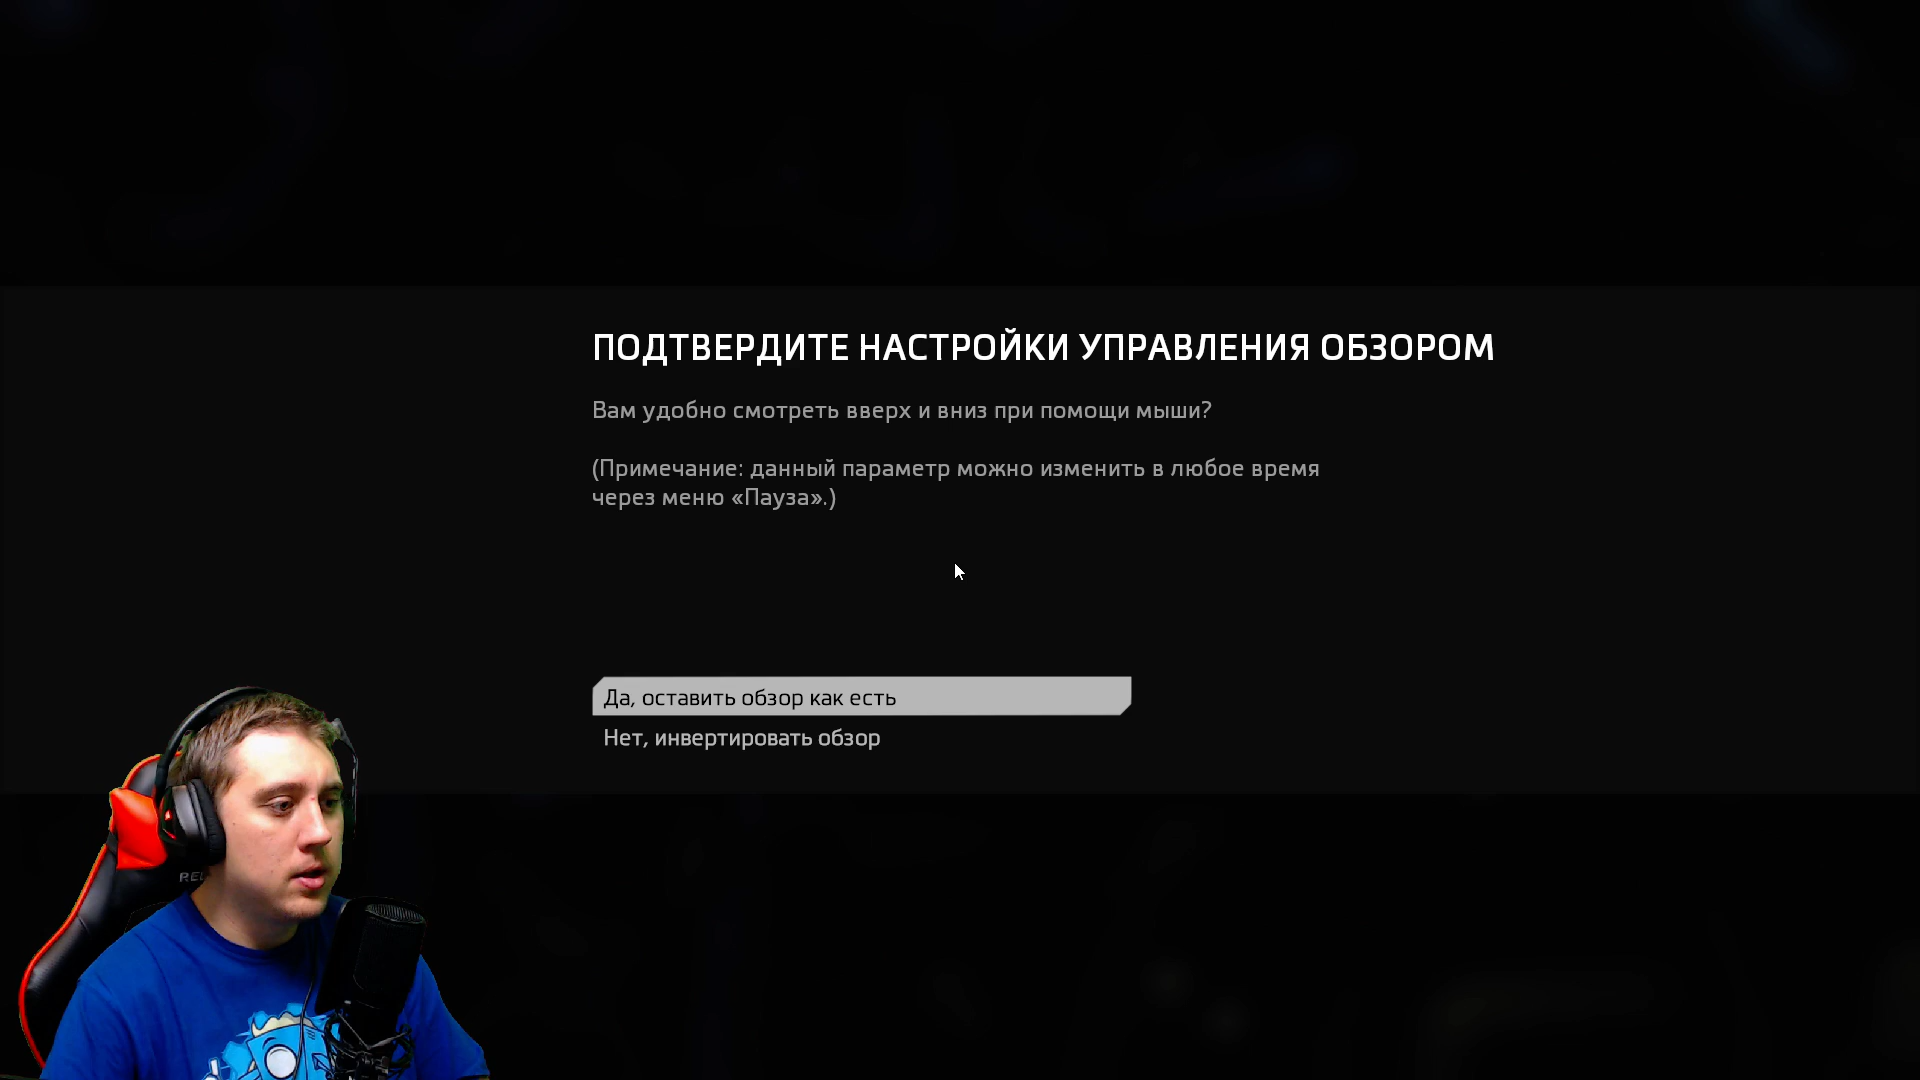 ПОДТВЕРДИТЕ НАСТРОЙКИ УПРАВЛЕНИЯ ОБЗОРОМ
Вам удобно смотреть вверх и вниз при помощи мыши?
(Примечание: данный параметр можно изменить в любое время
через меню «Пауза».)
Да, оставить обзор как есть
Нет, инвертировать обзор